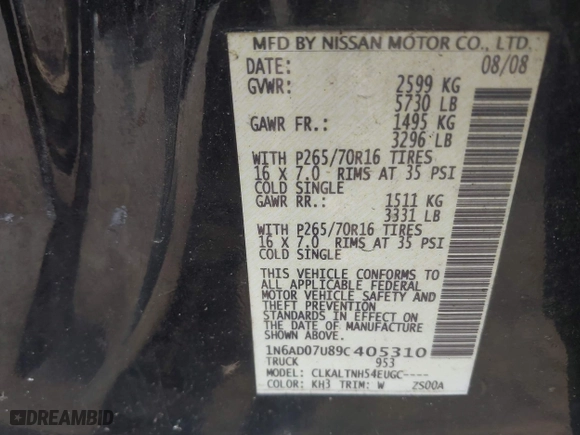 MFD BY NISSAN MOTOR CO., LTD.
DATE: 08/08
GVWR: 2599 KG
5730 LB
GAWR FR.: 1495 KG
3296 LB
WITH P265/70R16 TIRES
16 X 7.0 RIMS AT 35 PSI
COLD SINGLE
GAWR RR.: 1511 KG
3331 LB
WITH P265/70R16 TIRES
16 X 7.0 RIMS AT 35 PSI
COLD SINGLE
THIS VEHICLE CONFORMS TO
ALL APPLICABLE FEDERAL
MOTOR VEHICLE SAFETY AND
THEFT PREVENTION
STANDARDS IN EFFECT ON
THE DATE OF MANUFACTURE
SHOWN ABOVE.
1N6AD07U89C405310
TRUCK 953
MODEL: CLKALTNH54EUGC----
COLOR: KH3 TRIM: W ZS00A
dreambid
dreambid.com